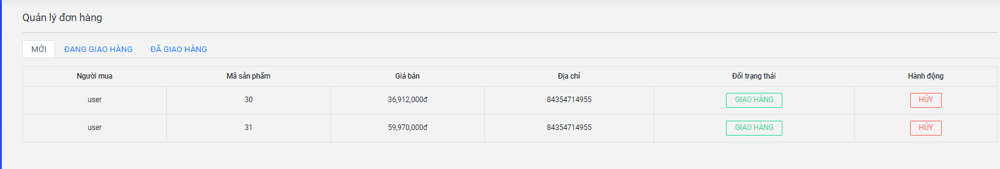 Quản lý đơn hàng
MỚI ĐANG GIAO HÀNG ĐÃ GIAO HÀNG
Người mua Mã sản phẩm Giá bán Địa chỉ Đổi trạng thái Hành động
user 30 36,912,000đ 84354714955 GIAO HÀNG HỦY
user 31 59,970,000đ 84354714955 GIAO HÀNG HỦY